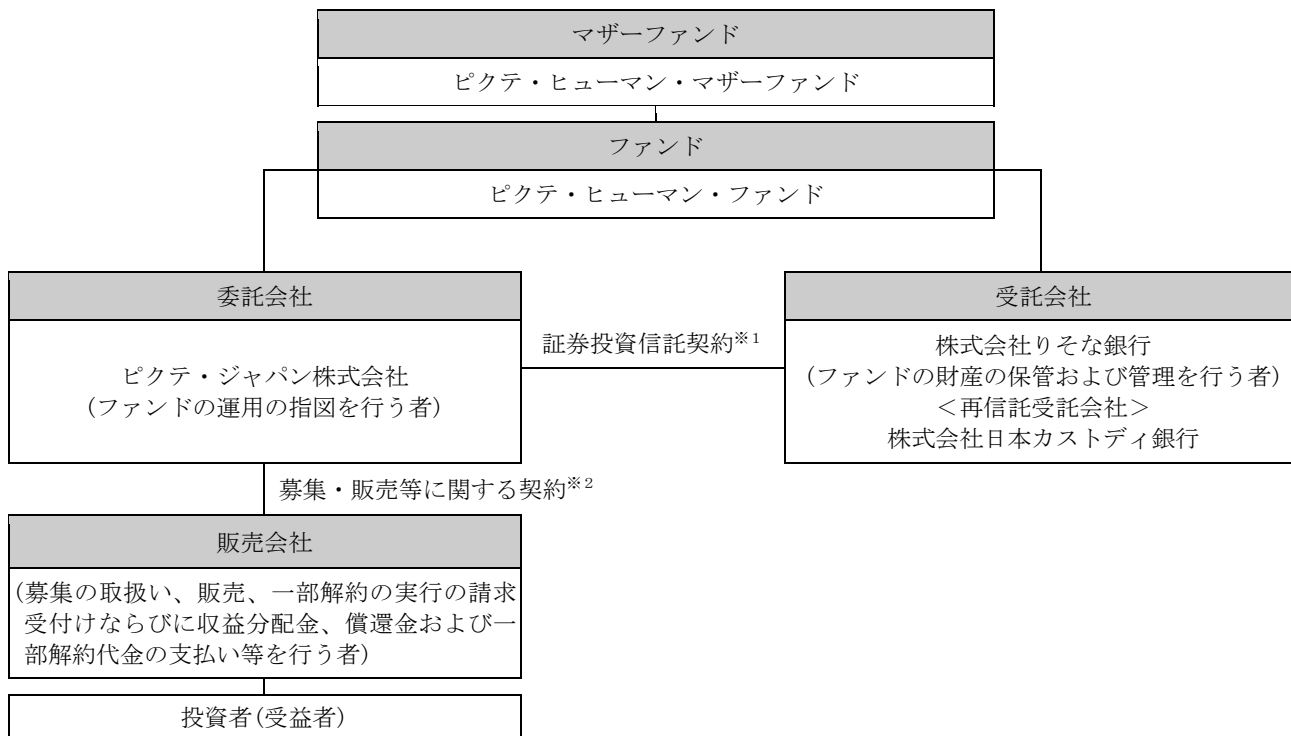 マザーファンド
ピクテ・ヒューマン・マザーファンド
ファンド
ピクテ・ヒューマン・ファンド
委託会社
ピクテ・ジャパン株式会社
(ファンドの運用の指図を行う者)
証券投資信託契約※1
受託会社
株式会社りそな銀行
(ファンドの財産の保管および管理を行う者)
＜再信託受託会社＞
株式会社日本カストディ銀行
募集・販売等に関する契約※2
販売会社
(募集の取扱い、販売、一部解約の実行の請求
受付けならびに収益分配金、償還金および一
部解約代金の支払い等を行う者)
投資者(受益者)